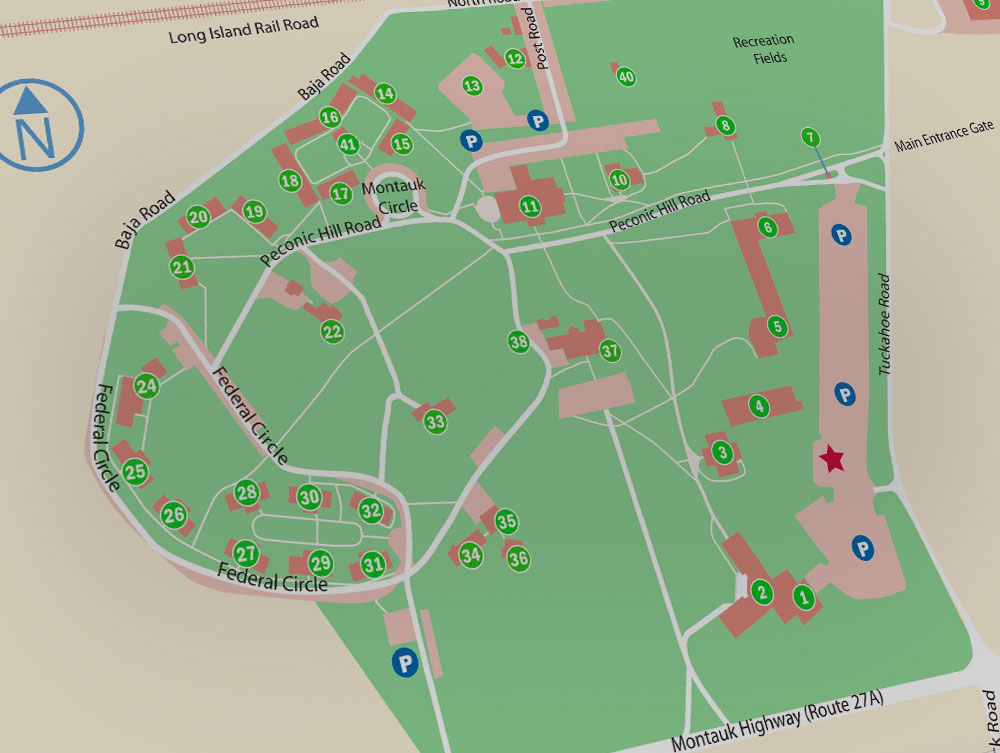 North Road
9
Long Island Rail Road
Post Road
12
Recreation
Fields
Baja Road
13
40
14
16
P
P
8
7
Main Entrance Gate
15
41
N
18
17
Montauk
Circle
10
11
Peconic Hill Road
Baja Road
20
19
Peconic Hill Road
6
P
21
22
38
37
5
Tuckahoe Road
24
Federal Circle
Federal Circle
33
4
P
3
25
26
28
30
32
35
34
36
27
29
31
Federal Circle
P
2
1
P
Montauk Highway (Route 27A)
k Road